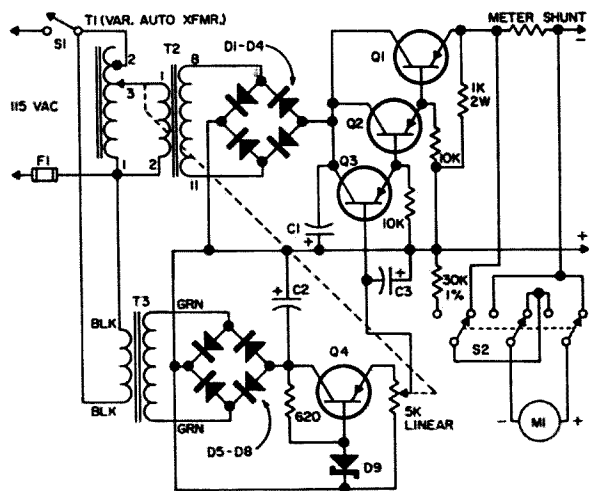 T1 (VAR. AUTO XFMR.)
METER SHUNT
S1
T2
D1-D4
Q1
-
2
8
1
3
1K
2W
115 VAC
Q2
Q3
10K
F1
1
2
11
10K
C1
+
+
+
C2
+
C3
30K
1%
T3
GRN
BLK
S2
Q4
5K
LINEAR
BLK
620
- M1 +
GRN
D5-D8
D9